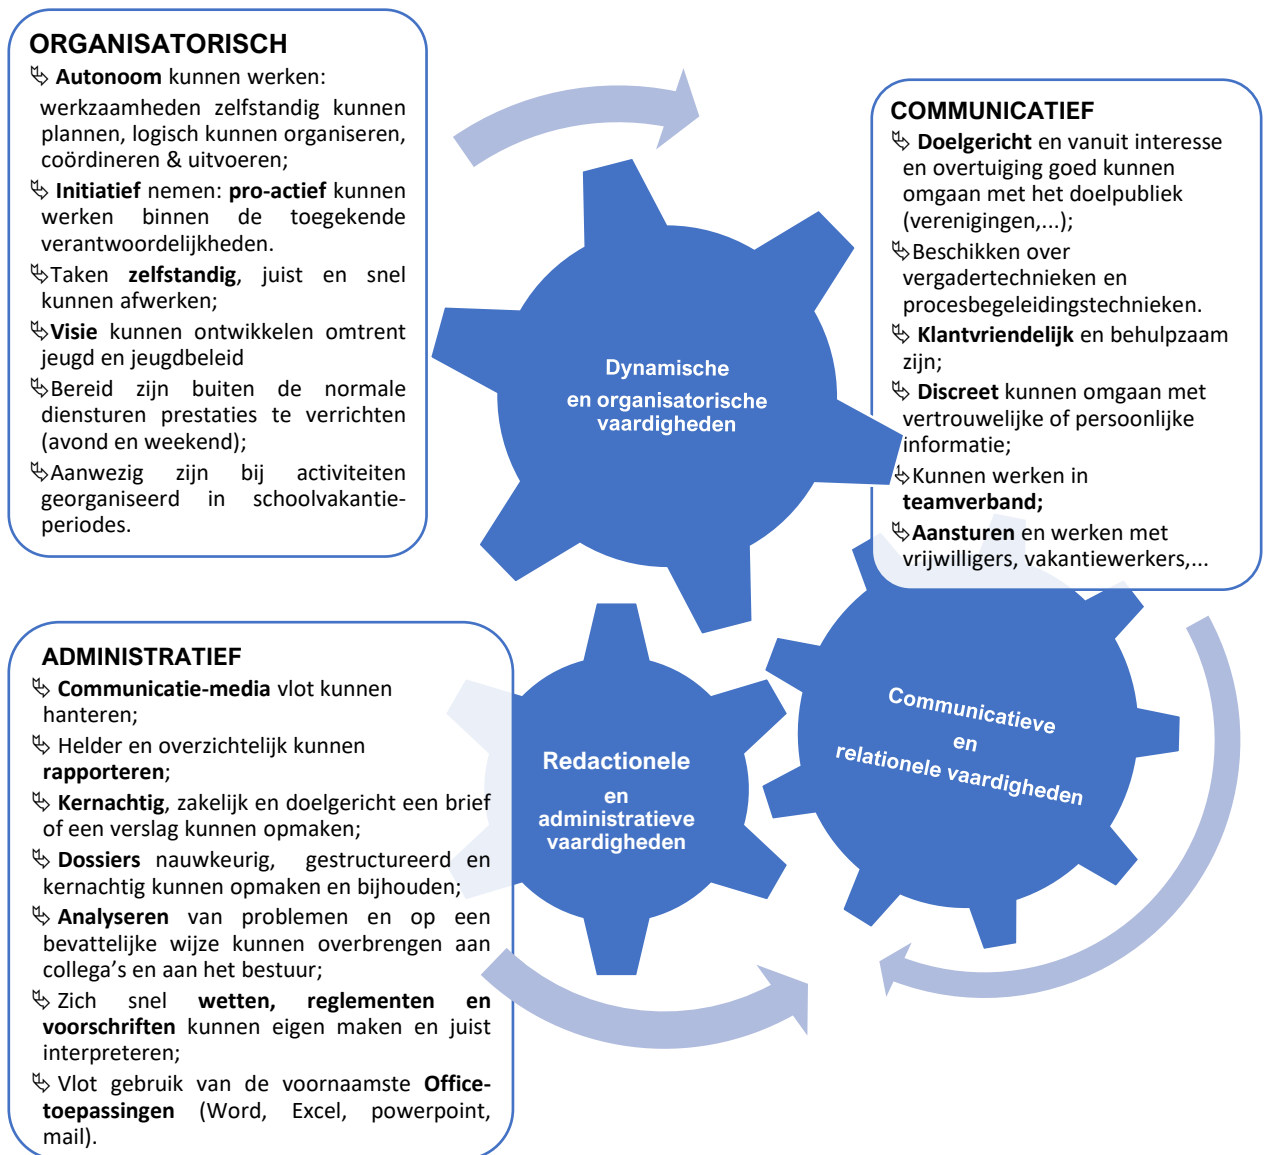 ORGANISATORISCH
Autonoom kunnen werken:
werkzaamheden zelfstandig kunnen
plannen, logisch kunnen organiseren,
coördineren & uitvoeren;
Initiatief nemen: pro-actief kunnen
werken binnen de toegekende
verantwoordelijkheden.
Taken zelfstandig, juist en snel
kunnen afwerken;
Visie kunnen ontwikkelen omtrent
jeugd en jeugdbeleid
Bereid zijn buiten de normale
diensturen prestaties te verrichten
(avond en weekend);
Aanwezig zijn bij activiteiten
georganiseerd in schoolvakantie-
periodes.
COMMUNICATIEF
Doelgericht en vanuit interesse
en overtuiging goed kunnen
omgaan met het doelpubliek
(verenigingen,...);
Beschikken over
vergadertechnieken en
procesbegeleidingstechnieken.
Klantvriendelijk en behulpzaam
zijn;
Discreet kunnen omgaan met
vertrouwelijke of persoonlijke
informatie;
Kunnen werken in
teamverband;
Aansturen en werken met
vrijwilligers, vakantiewerkers,...
Dynamische
en organisatorische
vaardigheden
ADMINISTRATIEF
Communicatie-media vlot kunnen
hanteren;
Helder en overzichtelijk kunnen
rapporteren;
Kernachtig, zakelijk en doelgericht een brief
of een verslag kunnen opmaken;
Dossiers nauwkeurig, gestructureerd en
kernachtig kunnen opmaken en bijhouden;
Analyseren van problemen en op een
bevattelijke wijze kunnen overbrengen aan
collega's en aan het bestuur;
Zich snel wetten, reglementen en
voorschriften kunnen eigen maken en juist
interpreteren;
Vlot gebruik van de voornaamste Office-
toepassingen (Word, Excel, powerpoint,
mail).
Redactionele
en
administratieve
vaardigheden
Communicatieve
en
relationele vaardigheden